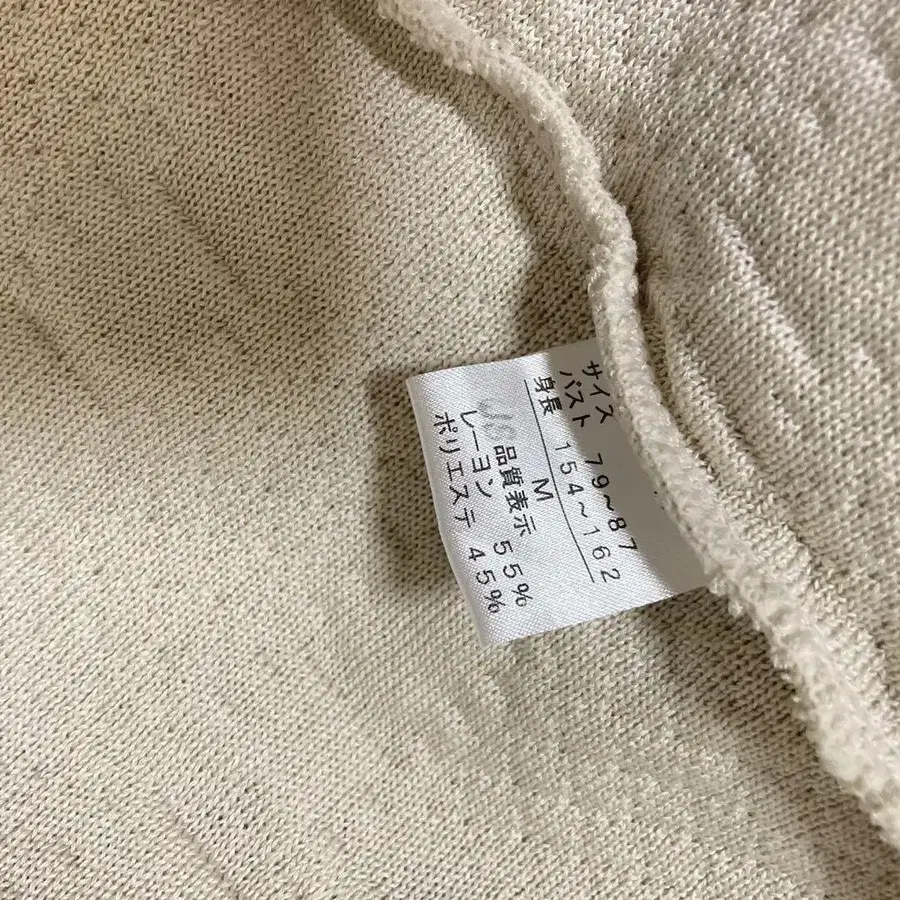 サイズ
バスト 79~87
身長 154~162
M
品質表示
レーヨン 55%
ポリエステ 45%